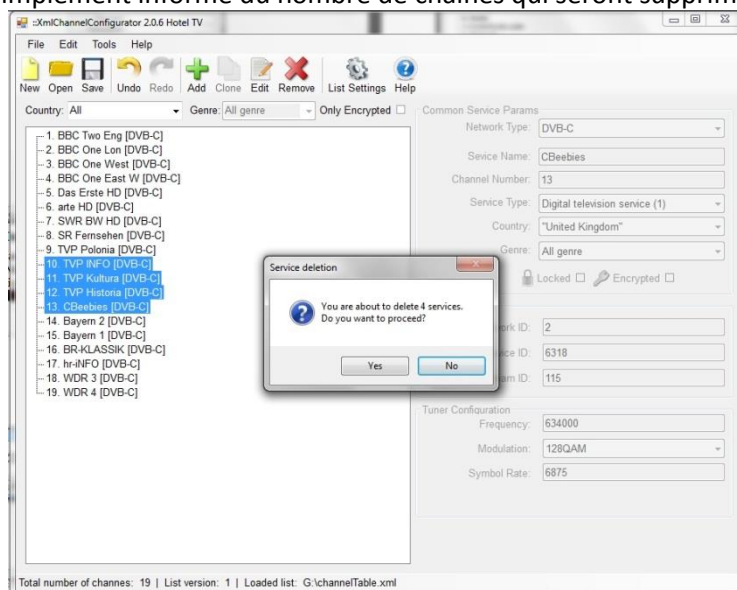 implement informé du nombre de chaînes qui seront supprim
::XmlChannelConfigurator 2.0.6 Hotel TV
File Edit Tools Help
New Open Save Undo Redo Add Clone Edit Remove List Settings Help
Country: All Genre: All genre Only Encrypted
1. BBC Two Eng [DVB-C]
2. BBC One Lon [DVB-C]
3. BBC One West [DVB-C]
4. BBC One East W [DVB-C]
5. Das Erste HD [DVB-C]
6. arte HD [DVB-C]
7. SWR BW HD [DVB-C]
8. SR Fernsehen [DVB-C]
9. TVP Polonia [DVB-C]
10. TVP INFO [DVB-C]
11. TVP Kultura [DVB-C]
12. TVP Historia [DVB-C]
13. CBeebies [DVB-C]
14. Bayern 2 [DVB-C]
15. Bayern 1 [DVB-C]
16. BR-KLASSIK [DVB-C]
17. hr-iNFO [DVB-C]
18. WDR 3 [DVB-C]
19. WDR 4 [DVB-C]
Service deletion
You are about to delete 4 services.
Do you want to proceed?
Yes No
Common Service Params
Network Type: DVB-C
Sevice Name: CBeebies
Channel Number: 13
Service Type: Digital television service (1)
Country: "United Kingdom"
Genre: All genre
Locked Encrypted
ork ID: 2
ice ID: 6318
am ID: 115
Tuner Configuration
Frequency: 634000
Modulation: 128QAM
Symbol Rate: 6875
Total number of channes: 19 | List version: 1 | Loaded list: G:\channelTable.xml